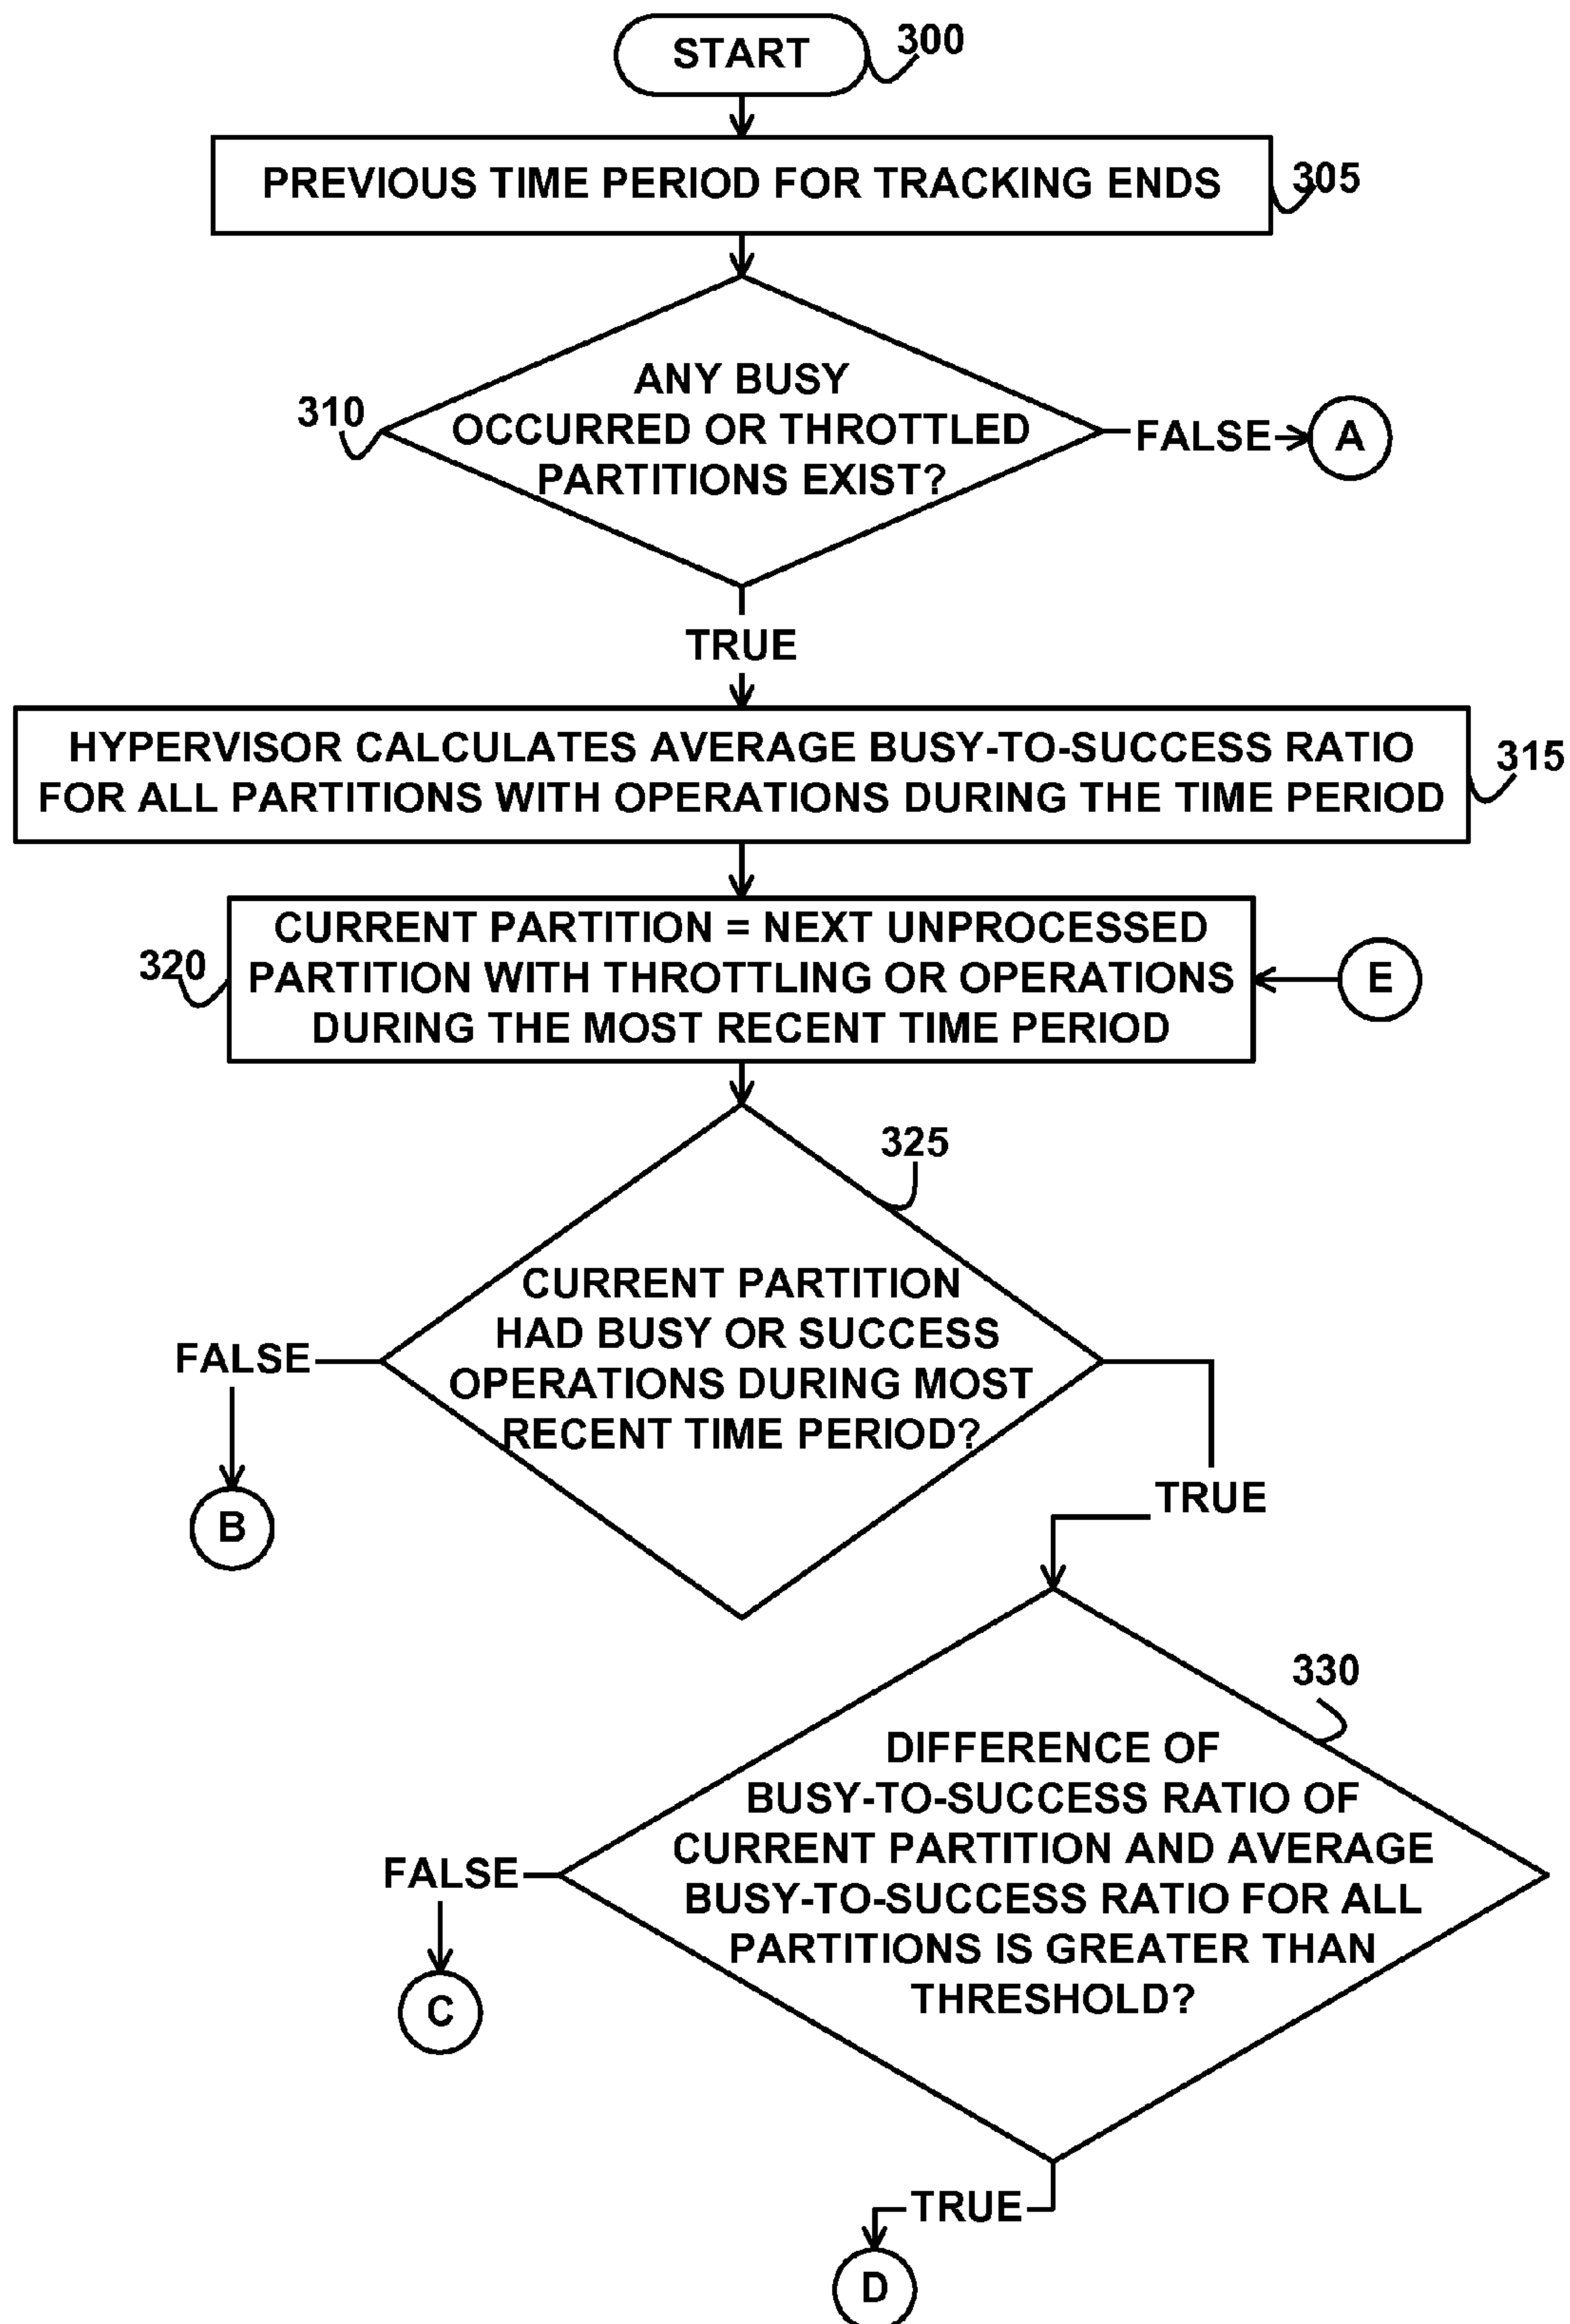 START
300
PREVIOUS TIME PERIOD FOR TRACKING ENDS
305
310
ANY BUSY
OCCURRED OR THROTTLED
PARTITIONS EXIST?
FALSE
A
TRUE
HYPERVISOR CALCULATES AVERAGE BUSY-TO-SUCCESS RATIO
FOR ALL PARTITIONS WITH OPERATIONS DURING THE TIME PERIOD
315
320
CURRENT PARTITION = NEXT UNPROCESSED
PARTITION WITH THROTTLING OR OPERATIONS
DURING THE MOST RECENT TIME PERIOD
E
325
CURRENT PARTITION
HAD BUSY OR SUCCESS
OPERATIONS DURING MOST
RECENT TIME PERIOD?
FALSE
B
TRUE
330
DIFFERENCE OF
BUSY-TO-SUCCESS RATIO OF
CURRENT PARTITION AND AVERAGE
BUSY-TO-SUCCESS RATIO FOR ALL
PARTITIONS IS GREATER THAN
THRESHOLD?
FALSE
C
TRUE
D